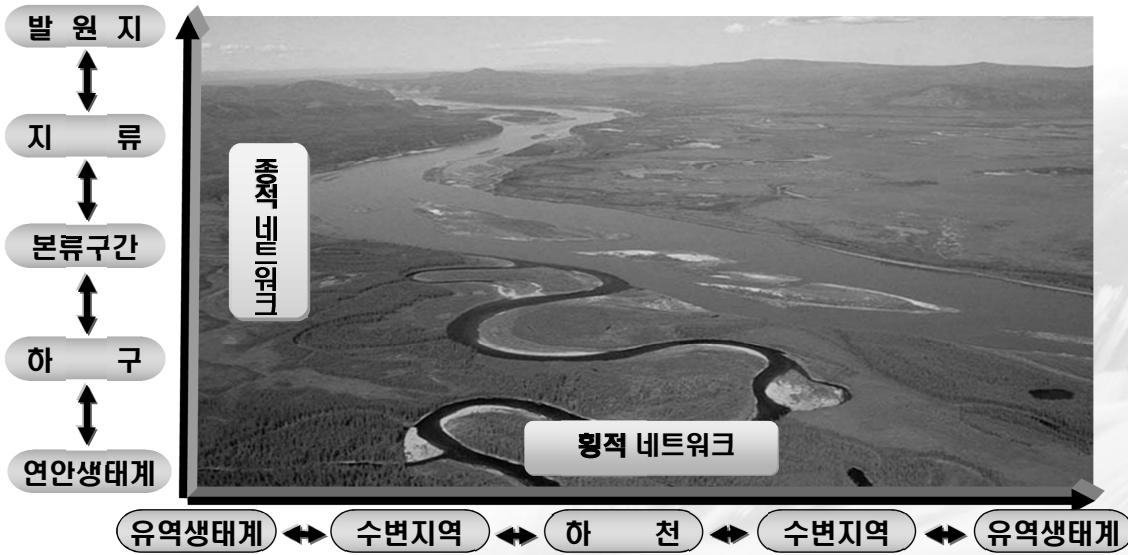 발 원 지
지 류
본류구간
하 구
연안생태계
종적 네트워크
횡적 네트워크
유역생태계
수변지역
하 천
수변지역
유역생태계